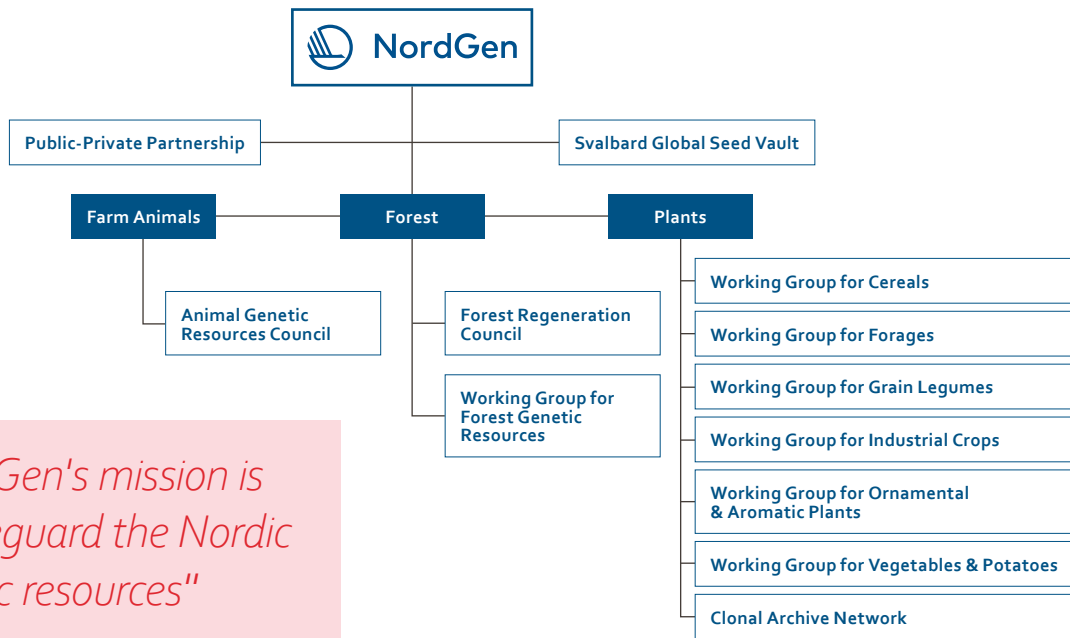 NordGen
Public-Private Partnership
Svalbard Global Seed Vault
Farm Animals
Forest
Plants
Animal Genetic
Resources Council
Forest Regeneration
Council
Working Group for
Forest Genetic
Resources
Working Group for Cereals
Working Group for Forages
Working Group for Grain Legumes
Working Group for Industrial Crops
Working Group for Ornamental
& Aromatic Plants
Working Group for Vegetables & Potatoes
Clonal Archive Network
Gen's mission is
guard the Nordic
resources"